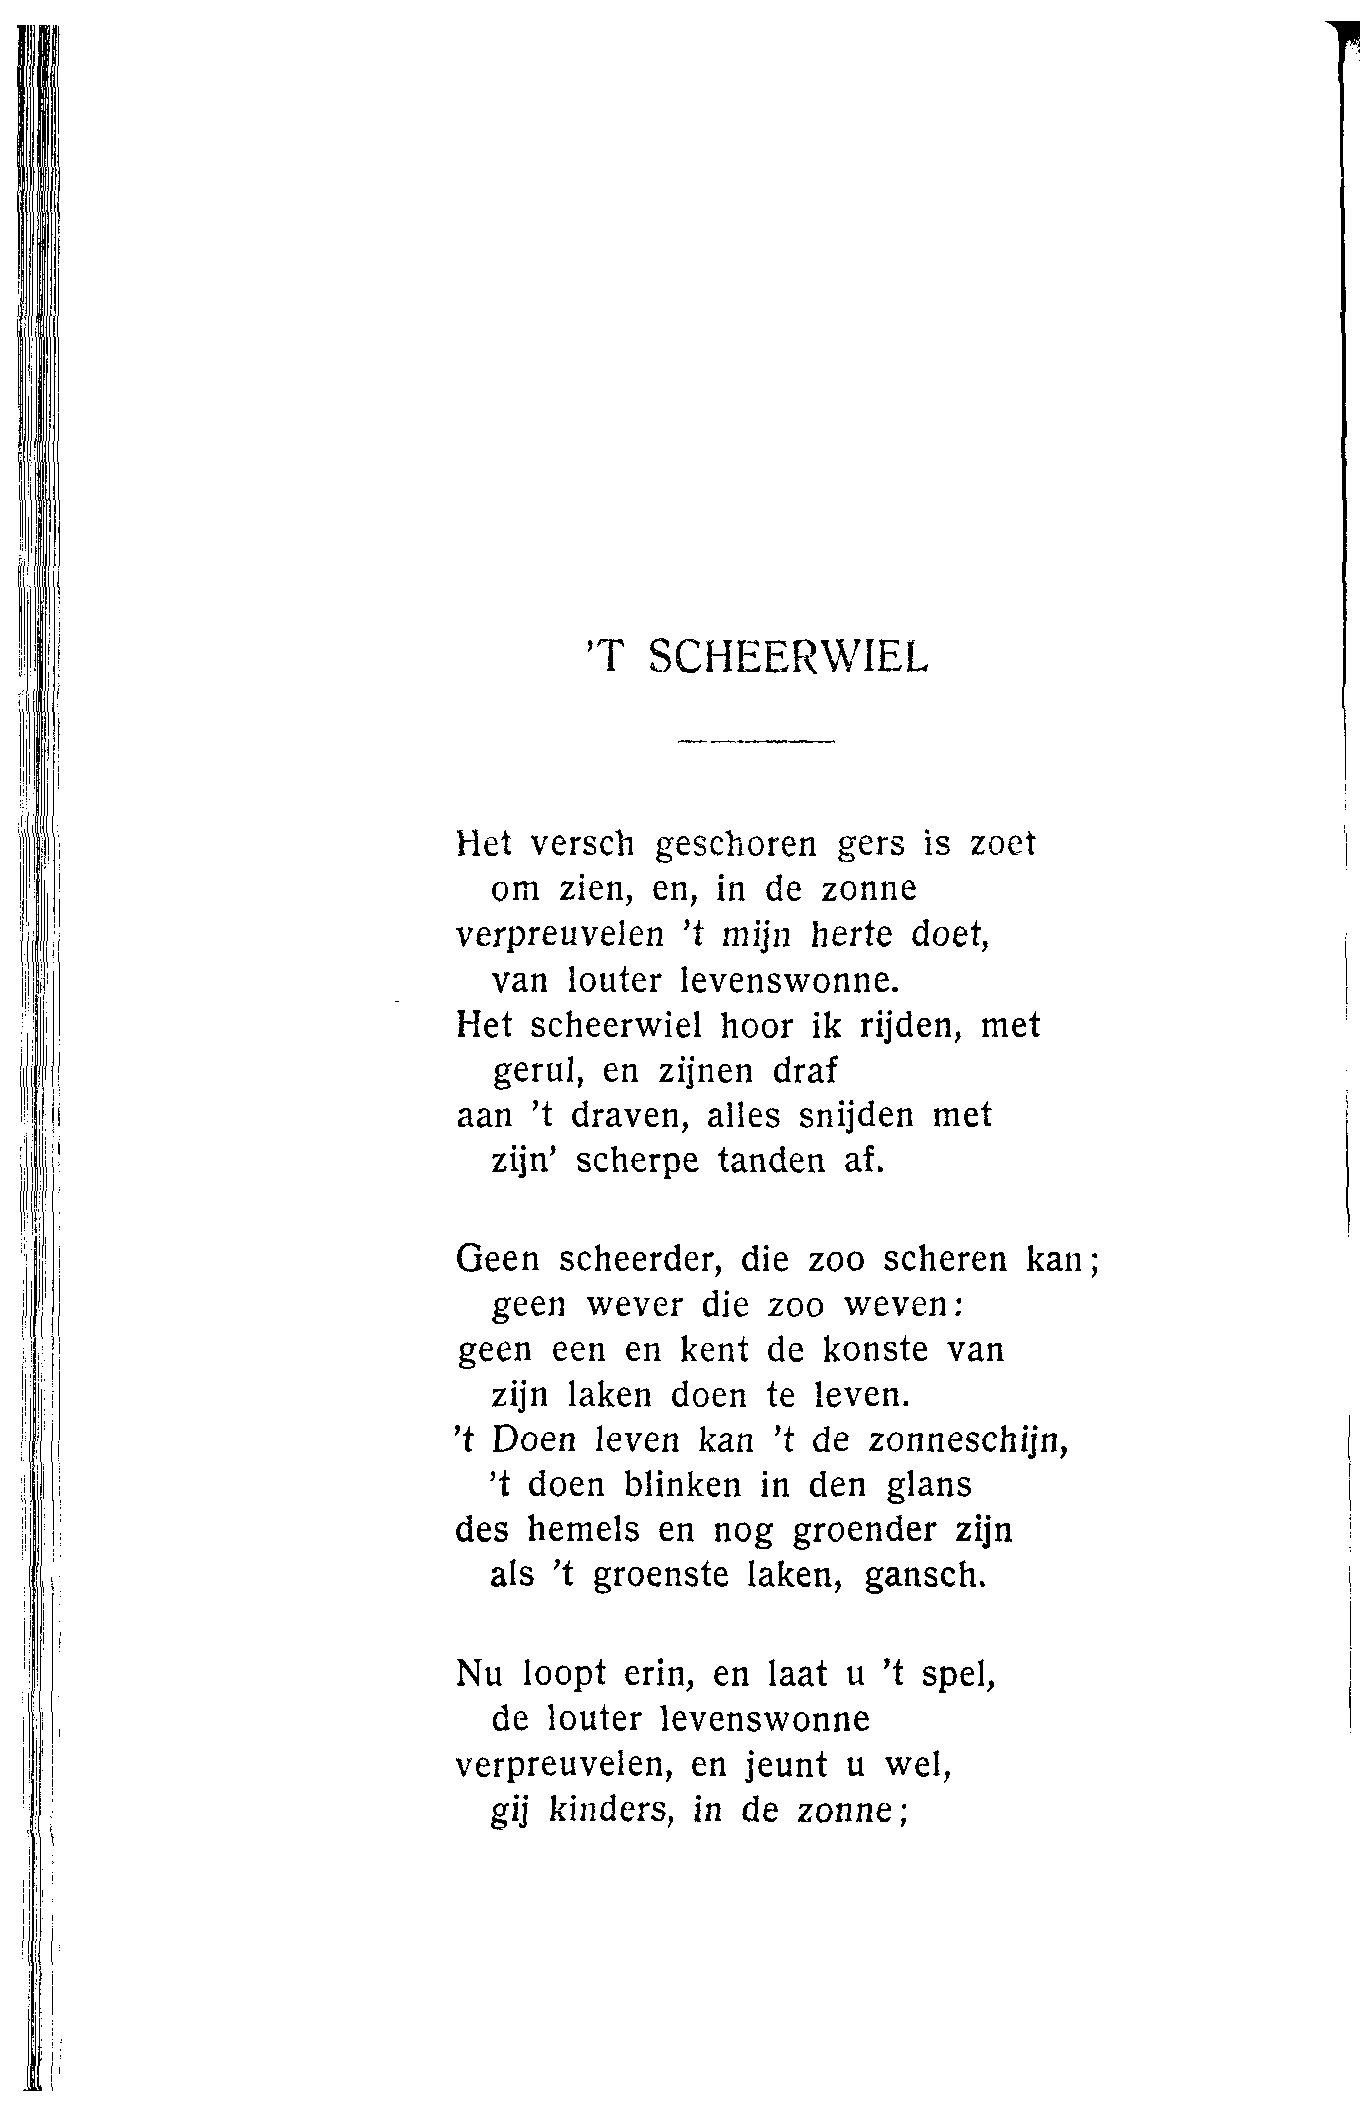 'T SCHEERWIEL
Het versch geschoren gers is zoet
om zien, en, in de zonne
verpreuvelen 't mijn herte doet,
van louter levenswonne.
Het scheerwiel hoor ik rijden, met
gerul, en zijnen draf
aan 't draven, alles snijden met
zijn' scherpe tanden af.
Geen scheerder, die zoo scheren kan;
geen wever die zoo weven:
geen een en kent de konste van
zijn laken doen te leven.
't Doen leven kan 't de zonneschijn,
't doen blinken in den glans
des hemels en nog groender zijn
als 't groenste laken, gansch.
Nu loopt erin, en laat u 't spel,
de louter levenswonne
verpreuvelen, en jeunt u wel,
gij kinders, in de zonne;